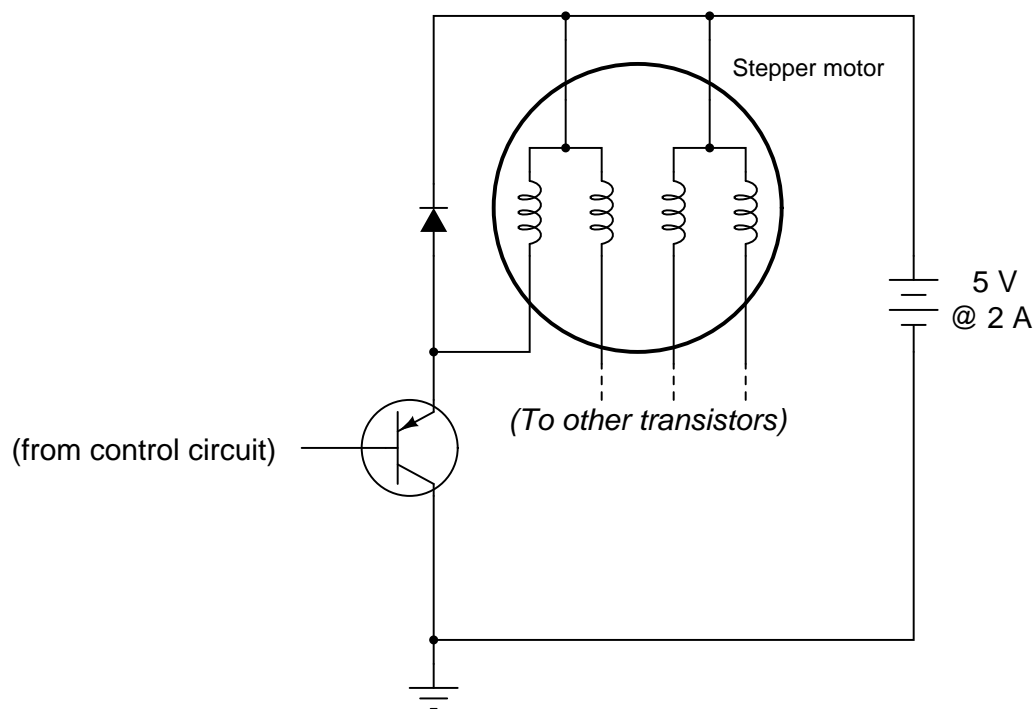 Stepper motor
5 V
@ 2 A
(To other transistors)
(from control circuit)